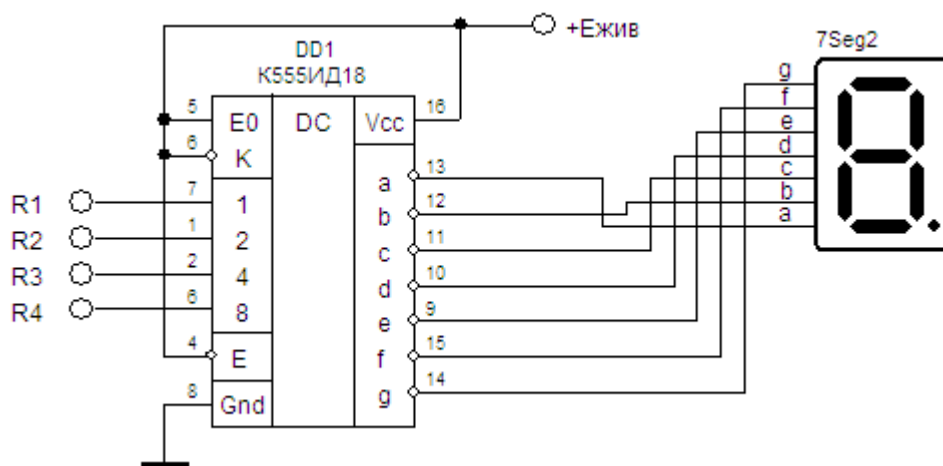 +Eжив
DD1
К555ИД18
7Seg2
5 E0 DC Vcc 16
6 K
R1 7 1
R2 1 2
R3 2 4
R4 6 8
4 E
8 Gnd
a 13
b 12
c 11
d 10
e 9
f 15
g 14
g
f
e
d
c
b
a